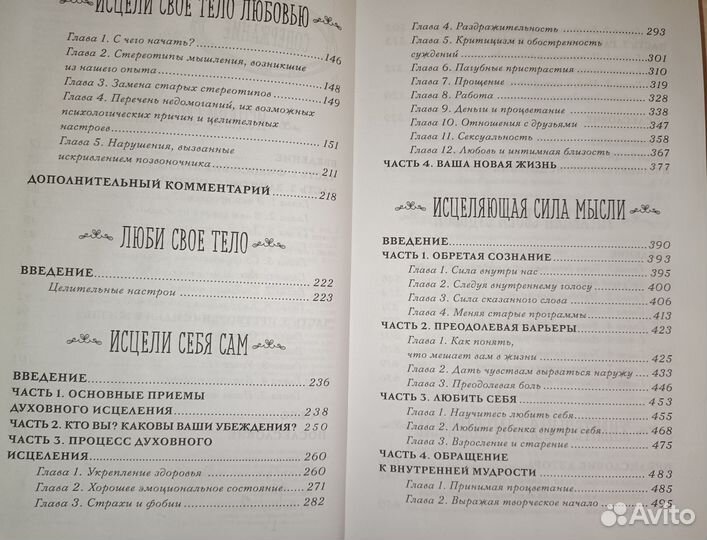 ИСЦЕЛИ СВОЕ ТЕЛО ЛЮБОВЬЮ
Глава 1. С чего начать? 146
Глава 2. Стереотипы мышления, возникшие
из нашего опыта 148
Глава 3. Замена старых стереотипов 149
Глава 4. Перечень недомоганий, их возможных
психологических причин и целительных
настроев 151
Глава 5. Нарушения, вызванные
искривлением позвоночника 211
ДОПОЛНИТЕЛЬНЫЙ КОММЕНТАРИЙ 218
ЛЮБИ СВОЕ ТЕЛО
ВВЕДЕНИЕ 222
Целительные настрои 223
ИСЦЕЛИ СЕБЯ САМ
ВВЕДЕНИЕ 236
ЧАСТЬ 1. ОСНОВНЫЕ ПРИЕМЫ
ДУХОВНОГО ИСЦЕЛЕНИЯ 238
ЧАСТЬ 2. КТО ВЫ? КАКОВЫ ВАШИ УБЕЖДЕНИЯ? 250
ЧАСТЬ 3. ПРОЦЕСС ДУХОВНОГО
ИСЦЕЛЕНИЯ 260
Глава 1. Укрепление здоровья 260
Глава 2. Хорошее эмоциональное состояние 271
Глава 3. Страхи и фобии 282
Глава 4. Раздражительность 293
Глава 5. Критицизм и обостренность
суждений 301
Глава 6. Пагубные пристрастия 310
Глава 7. Прощение 319
Глава 8. Работа 328
Глава 9. Деньги и процветание 338
Глава 10. Отношения с друзьями 347
Глава 11. Сексуальность 358
Глава 12. Любовь и интимная близость 367
ЧАСТЬ 4. ВАША НОВАЯ ЖИЗНЬ 377
ИСЦЕЛЯЮЩАЯ СИЛА МЫСЛИ
ВВЕДЕНИЕ 390
ЧАСТЬ 1. ОБРЕТАЯ СОЗНАНИЕ 393
Глава 1. Сила внутри нас 395
Глава 2. Следуя внутреннему голосу 400
Глава 3. Сила сказанного слова 406
Глава 4. Меняя старые программы 413
ЧАСТЬ 2. ПРЕОДОЛЕВАЯ БАРЬЕРЫ 423
Глава 1. Как понять,
что мешает вам в жизни 425
Глава 2. Дать чувствам вырваться наружу 433
Глава 3. Преодолевая боль 446
ЧАСТЬ 3. ЛЮБИТЬ СЕБЯ 453
Глава 1. Научитесь любить себя 455
Глава 2. Любите ребенка внутри себя 468
Глава 3. Взросление и старение 475
ЧАСТЬ 4. ОБРАЩЕНИЕ
К ВНУТРЕННЕЙ МУДРОСТИ 483
Глава 1. Принимая процветание 485
Глава 2. Выражая творческое начало 495
Avito